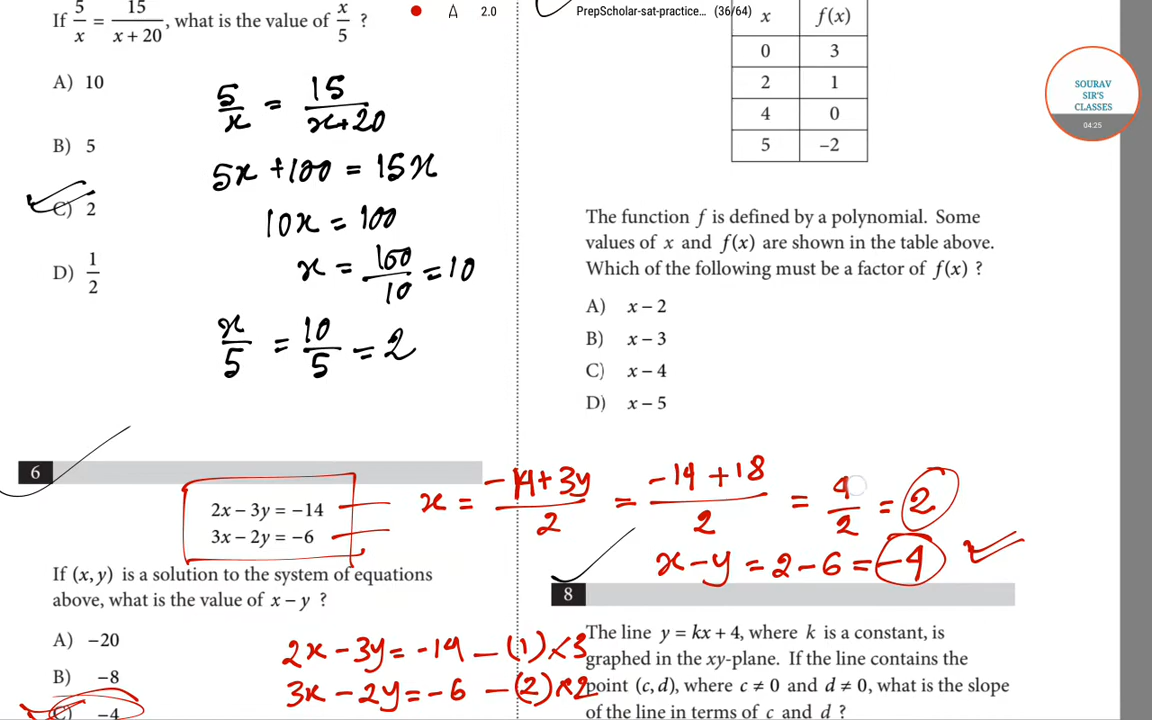 If 5/x = 15/(x + 20), what is the value of x/5 ?
A) 10
B) 5
C) 2
D) 1/2
5/x = 15/(x+20)
5x + 100 = 15x
10x = 100
x = 100/10 = 10
x/5 = 10/5 = 2
A 2.0
PrepScholar-sat-practice... (36/64)
x f(x)
0 3
2 1
4 0
5 −2
SOURAV
SIR'S
CLASSES
04:25
The function f is defined by a polynomial. Some
values of x and f(x) are shown in the table above.
Which of the following must be a factor of f(x) ?
A) x − 2
B) x − 3
C) x − 4
D) x − 5
6
2x − 3y = −14
3x − 2y = −6
x = (-14+3y)/2 = (-14+18)/2 = 4/2 = 2
x-y = 2-6 = -4
If (x, y) is a solution to the system of equations
above, what is the value of x − y ?
A) −20
B) −8
C) −4
2x - 3y = -14 - (1) × 3
3x - 2y = -6 - (2) × 2
8
The line y = kx + 4, where k is a constant, is
graphed in the xy-plane. If the line contains the
point (c, d), where c ≠ 0 and d ≠ 0, what is the slope
of the line in terms of c and d ?